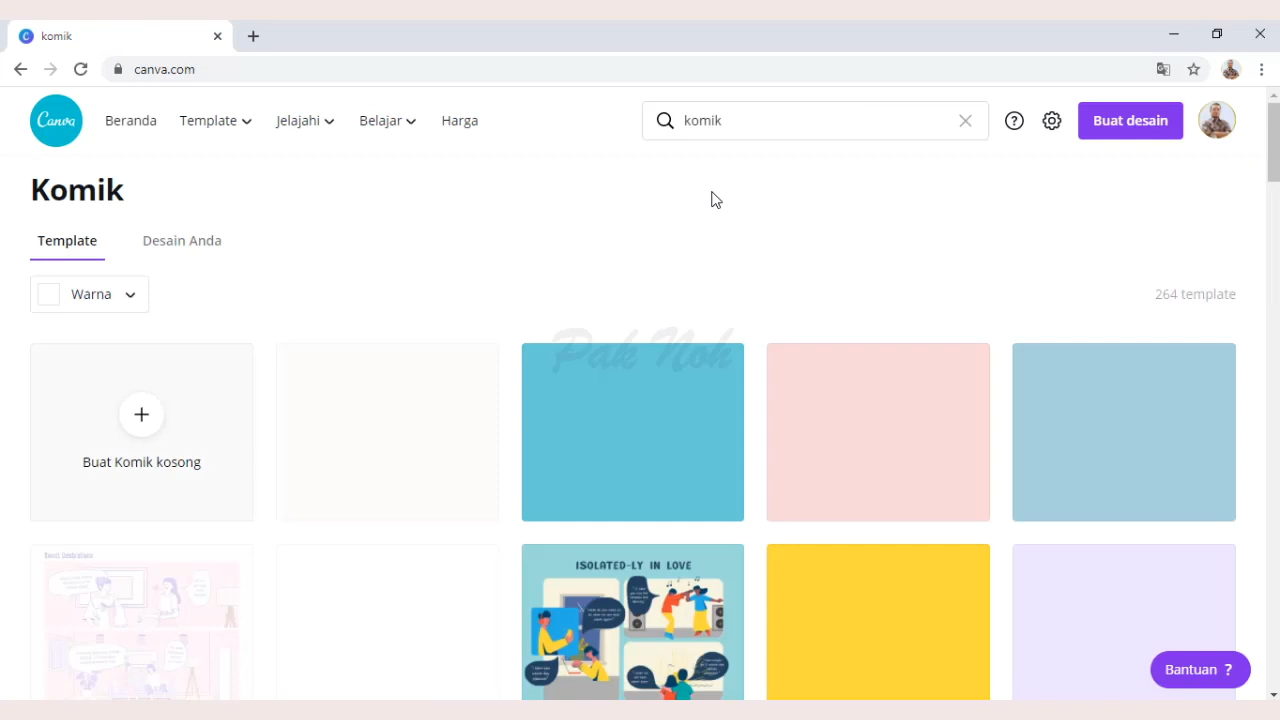 komik
canva.com
Canva
Beranda
Template
Jelajahi
Belajar
Harga
komik
Buat desain
Komik
Template
Desain Anda
Warna
264 template
Pak Noh
Buat Komik kosong
ISOLATED-LY IN LOVE
Bantuan ?